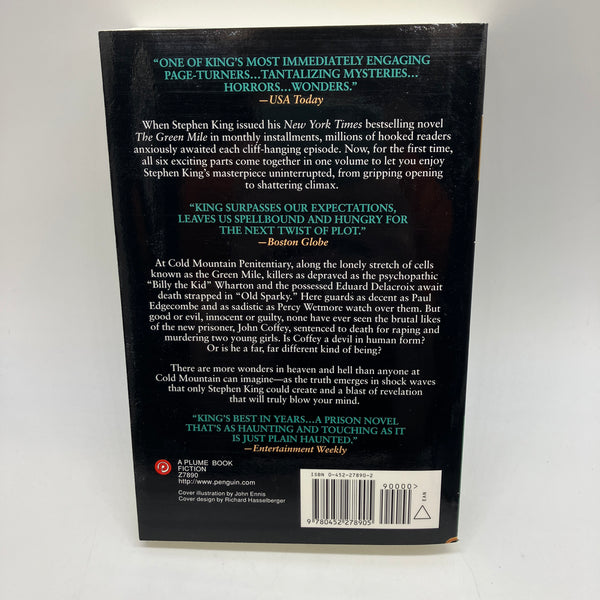 "ONE OF KING'S MOST IMMEDIATELY ENGAGING
PAGE-TURNERS...TANTALIZING MYSTERIES...
HORRORS...WONDERS."
—USA Today
When Stephen King issued his New York Times bestselling novel
The Green Mile in monthly installments, millions of hooked readers
anxiously awaited each cliff-hanging episode. Now, for the first time,
all six exciting parts come together in one volume to let you enjoy
Stephen King's masterpiece uninterrupted, from gripping opening
to shattering climax.
"KING SURPASSES OUR EXPECTATIONS,
LEAVES US SPELLBOUND AND HUNGRY FOR
THE NEXT TWIST OF PLOT."
—Boston Globe
At Cold Mountain Penitentiary, along the lonely stretch of cells
known as the Green Mile, killers as depraved as the psychopathic
"Billy the Kid" Wharton and the possessed Eduard Delacroix await
death strapped in "Old Sparky." Here guards as decent as Paul
Edgecombe and as sadistic as Percy Wetmore watch over them. But
good or evil, innocent or guilty, none have ever seen the brutal likes
of the new prisoner, John Coffey, sentenced to death for raping and
murdering two young girls. Is Coffey a devil in human form?
Or is he a far, far different kind of being?
There are more wonders in heaven and hell than anyone at
Cold Mountain can imagine—as the truth emerges in shock waves
that only Stephen King could create and a blast of revelation
that will truly blow your mind.
"KING'S BEST IN YEARS...A PRISON NOVEL
THAT'S AS HAUNTING AND TOUCHING AS IT
IS JUST PLAIN HAUNTED."
—Entertainment Weekly
A PLUME BOOK
FICTION
Z7890
http://www.penguin.com
Cover illustration by John Ennis
Cover design by Richard Hasselberger
ISBN 0-452-27890-2
90000>
9 780452 278905
EAN